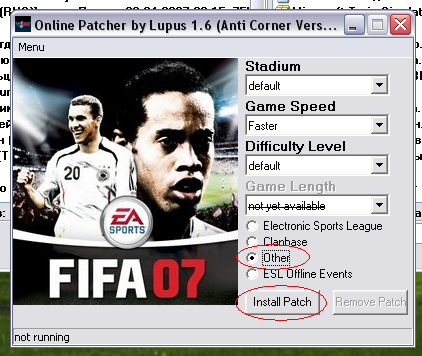 Online Patcher by Lupus 1.6 (Anti Corner Vers...
Menu
Stadium
default
Game Speed
Faster
Difficulty Level
default
Game Length
not yet available
Electronic Sports League
Clanbase
Other
ESL Offline Events
Install Patch
Remove Patch
20
EA
SPORTS
FIFA 07
not running